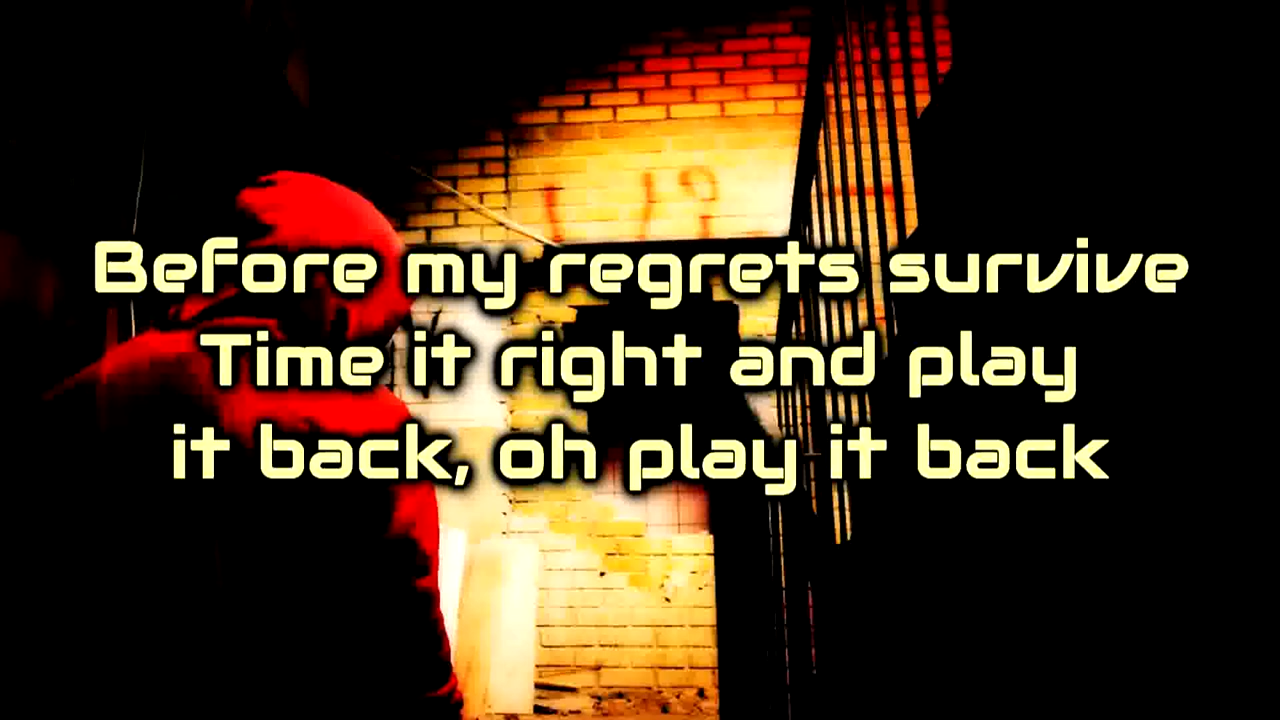 Before my regrets survive
Time it right and play
it back, oh play it back